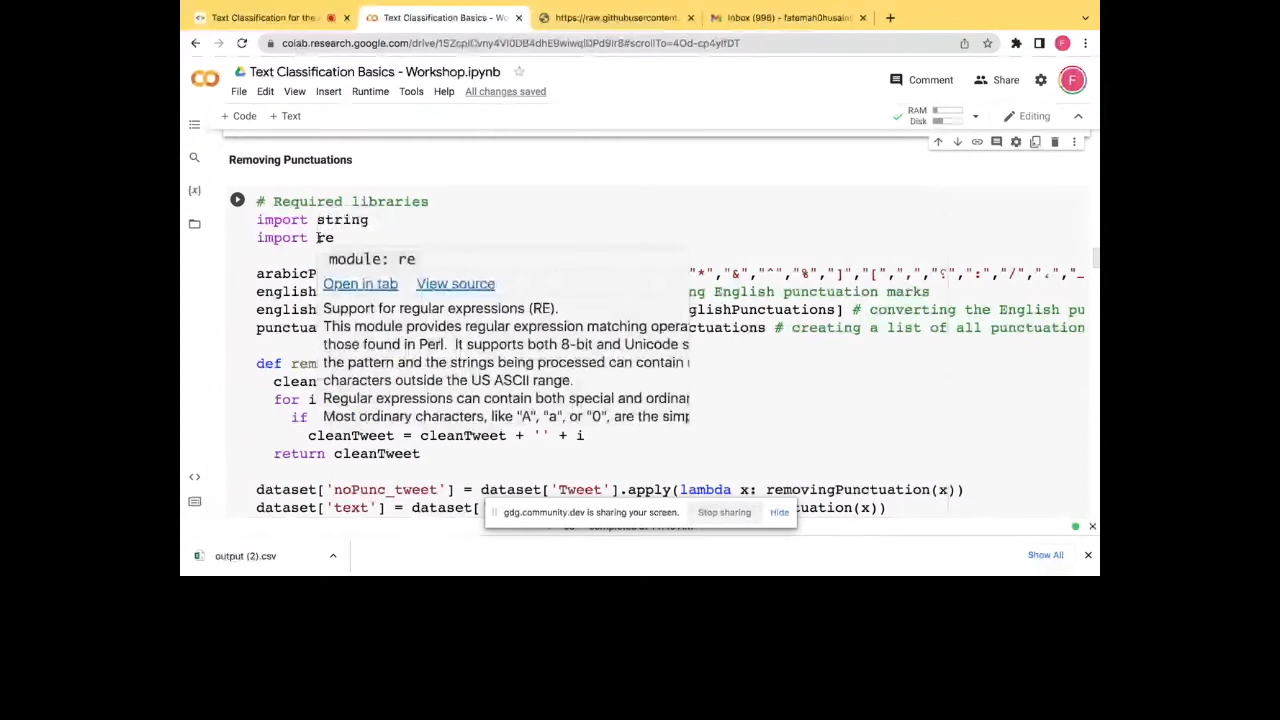 Text Classification for the
Text Classification Basics - Wo
https://raw.githubusercontent.
Inbox (996) - fatemah0husain
colab.research.google.com/drive/
Text Classification Basics - Workshop.ipynb
Comment
Share
F
File Edit View Insert Runtime Tools Help All changes saved
+ Code + Text
RAM
Disk
Editing
Removing Punctuations
# Required libraries
import string
import re
module: re
Open in tab View source
Support for regular expressions (RE).
This module provides regular expression matching opera
those found in Perl. It supports both 8-bit and Unicode s
the pattern and the strings being processed can contain
characters outside the US ASCII range.
Regular expressions can contain both special and ordinar
Most ordinary characters, like "A", "a", or "0", are the simp
arabicP "*","&","^","%","]","[",
english ng English punctuation marks
english glishPunctuations] # converting the English pu
punctua ctuations # creating a list of all punctuation
def rem
clean
for i
if
cleanTweet = cleanTweet + '' + i
return cleanTweet
dataset['noPunc_tweet'] = dataset['Tweet'].apply(lambda x: removingPunctuation(x))
dataset['text'] = dataset[ uation(x))
gdg.community.dev is sharing your screen. Stop sharing Hide
output (2).csv
Show All